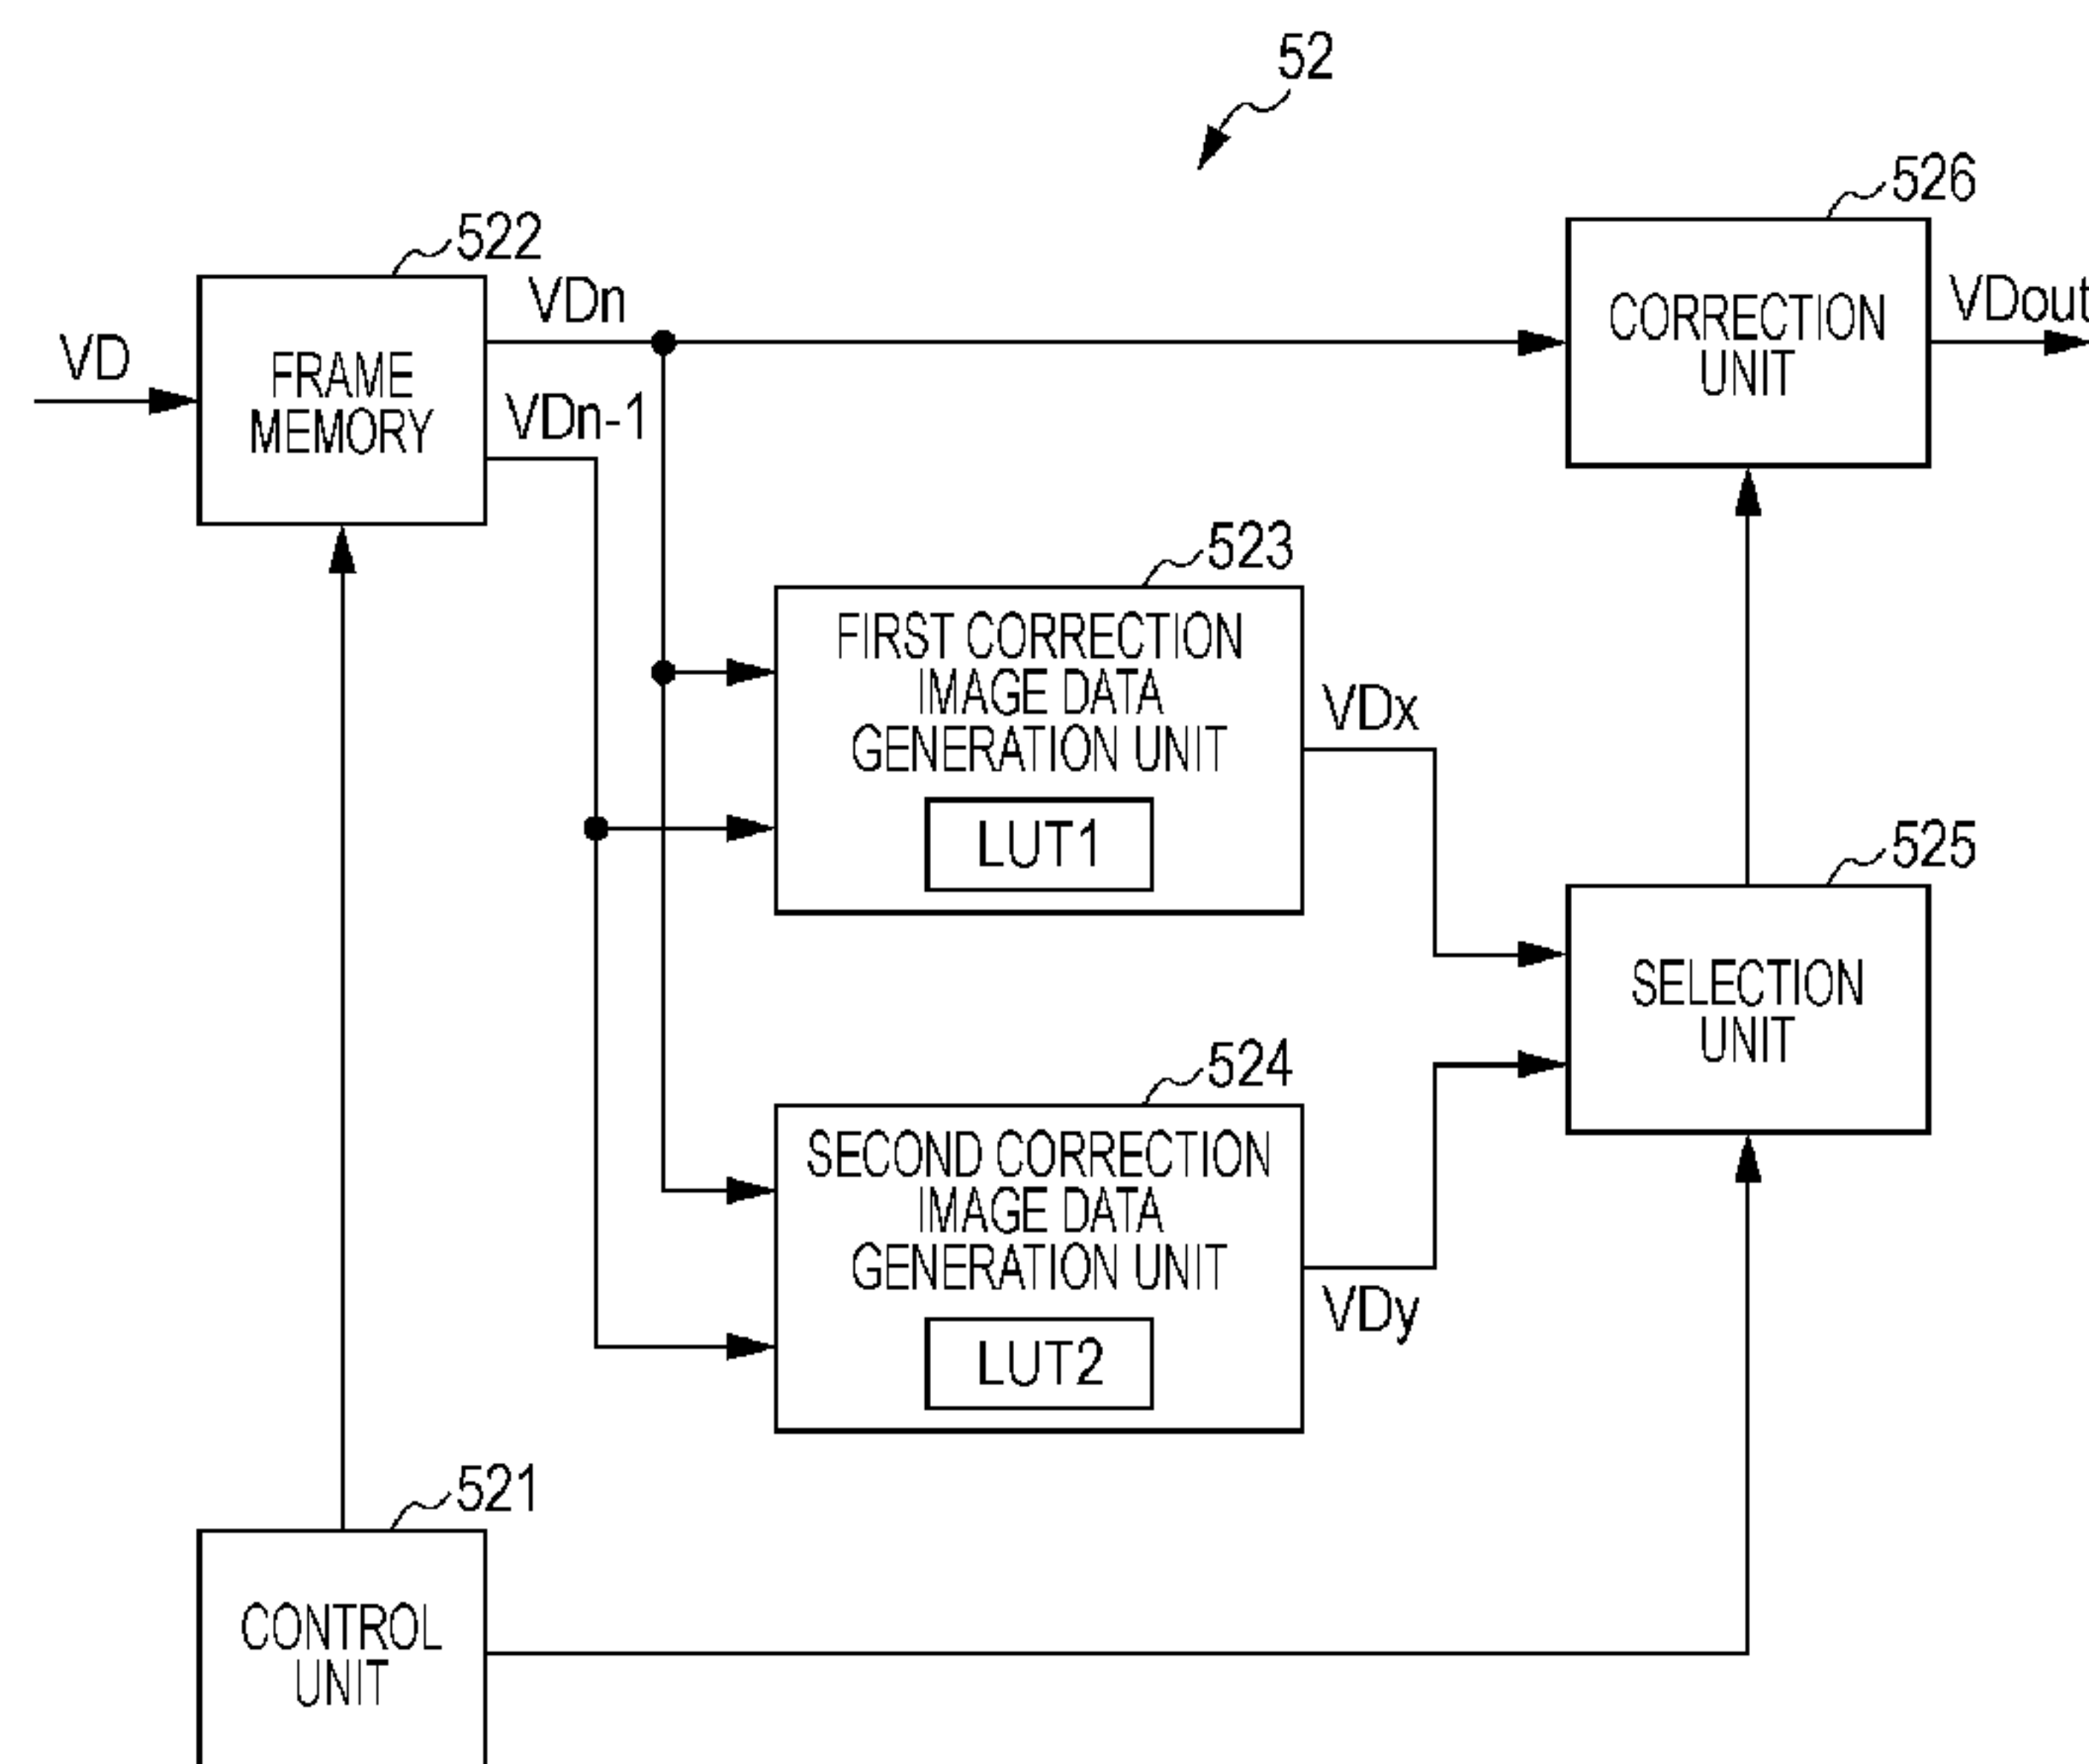 52
526
522
VDn
CORRECTION
UNIT
VDout
VD
FRAME
MEMORY
VDn-1
523
FIRST CORRECTION
IMAGE DATA
GENERATION UNIT
VDx
LUT1
525
SELECTION
UNIT
524
SECOND CORRECTION
IMAGE DATA
GENERATION UNIT
VDy
LUT2
521
CONTROL
UNIT